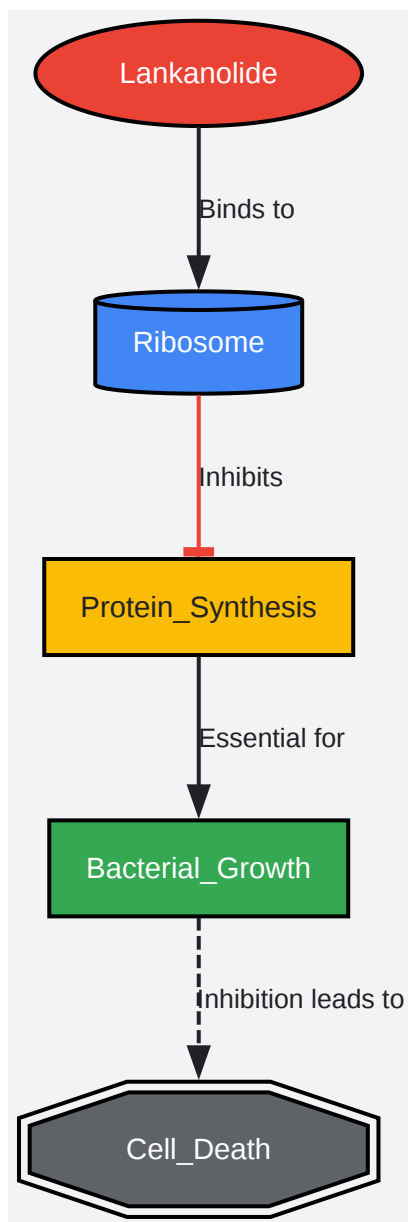 Lankanolide
Binds to
Ribosome
Inhibits
Protein_Synthesis
Essential for
Bacterial_Growth
Inhibition leads to
Cell_Death